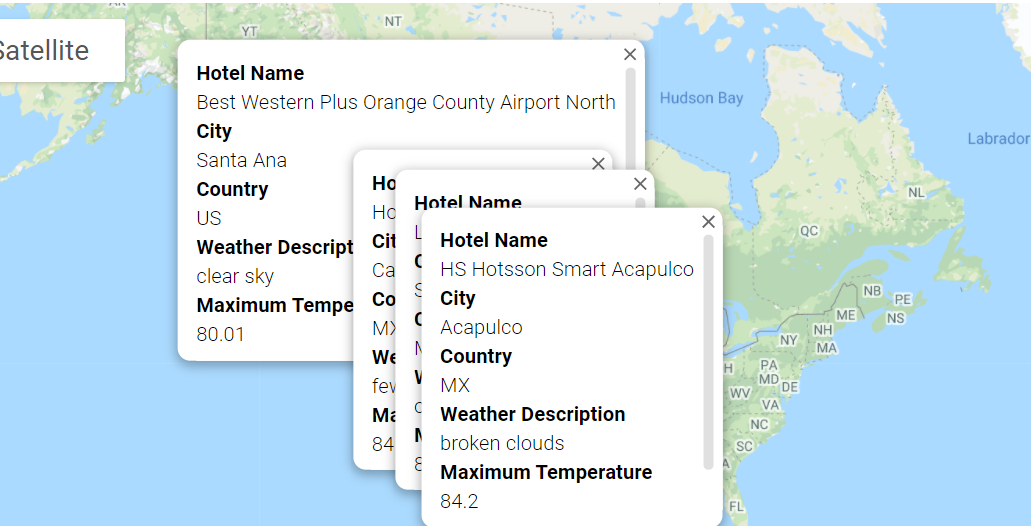 NT
YT
Satellite
Hotel Name
Best Western Plus Orange County Airport North
City
Santa Ana
Country
US
Weather Descript
clear sky
Maximum Tempe
80.01
Ho
Ho
Cit
Ca
Co
MX
We
few
Ma
84
Hotel Name
L
C
S
C
M
W
M
8
Hotel Name
HS Hotsson Smart Acapulco
City
Acapulco
Country
MX
Weather Description
broken clouds
Maximum Temperature
84.2
Hudson Bay
Labrador
NL
QC
NB
PE
ME
NS
NH
NY
MA
PA
MD
DE
WV
VA
NC
SC
FL